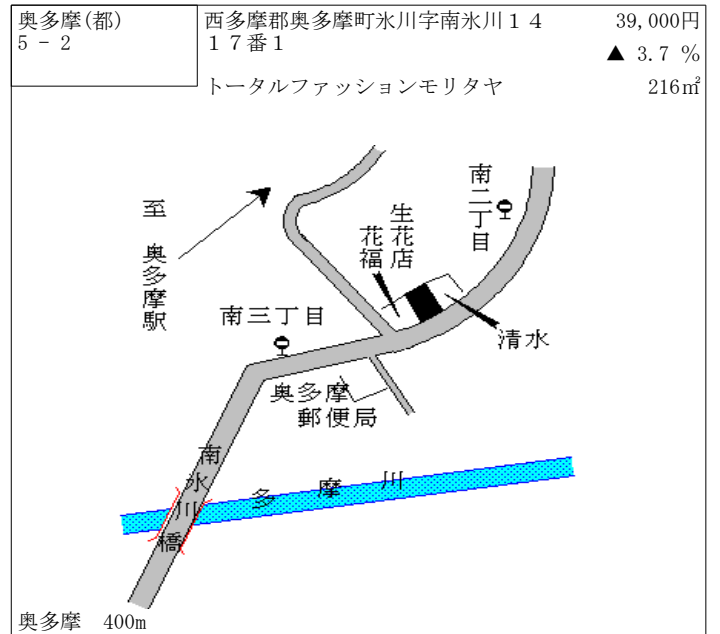 奥多摩(都)
5 - 2
西多摩郡奥多摩町氷川字南氷川１４
１７番１
トータルファッションモリタヤ
39,000円
▲ 3.7 %
216㎡
至 奥多摩駅
南二丁目
生花店
花福
清水
南三丁目
奥多摩
郵便局
南氷川橋
多摩川
奥多摩 400m